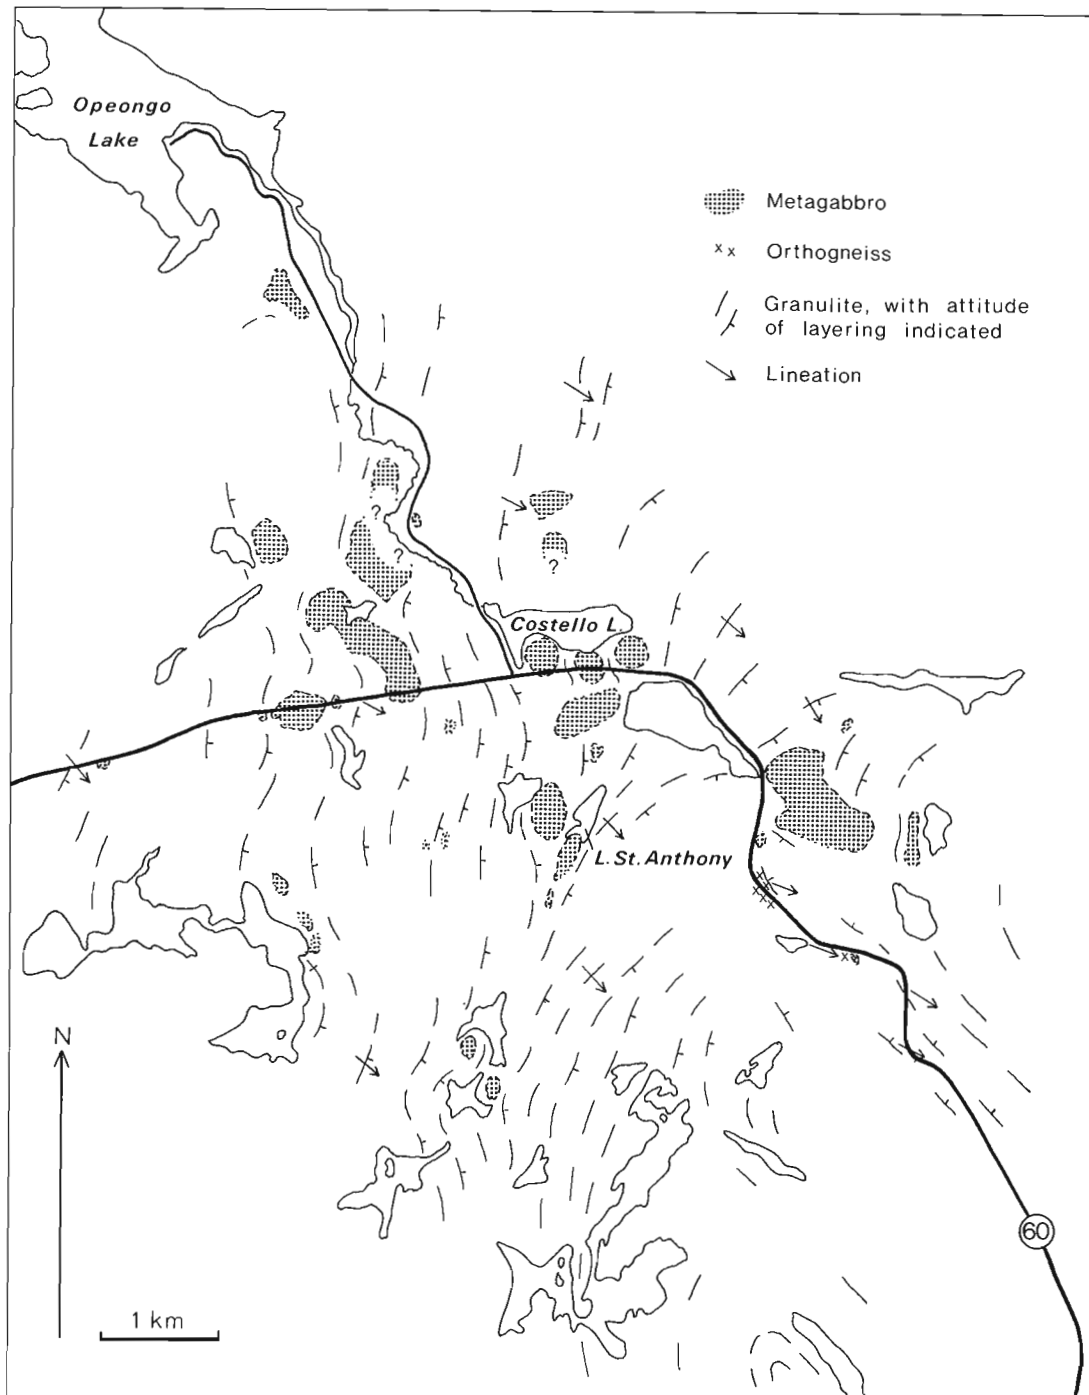 Opeongo
Lake
Metagabbro
x x Orthogneiss
Granulite, with attitude
of layering indicated
Lineation
?
?
?
Costello L.
L. St. Anthony
N
1 km
60